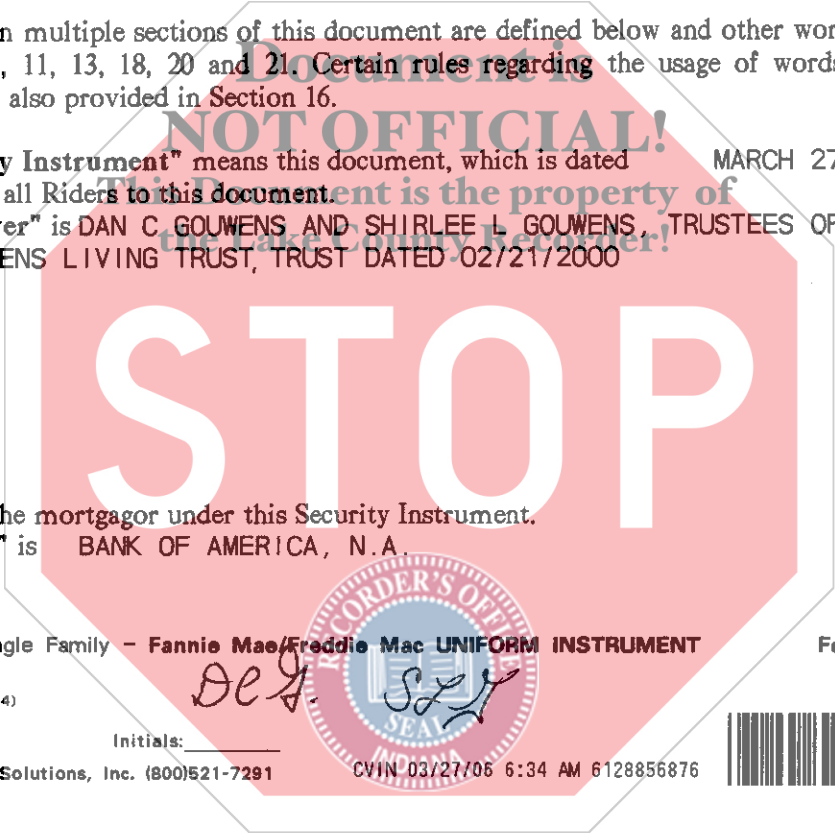 n multiple sections of this document are defined below and other wor
, 11, 13, 18, 20 and 21. Certain rules regarding the usage of words
also provided in Section 16.
Document is
NOT OFFICIAL!
This Document is the property of
the Lake County Recorder!
y Instrument" means this document, which is dated MARCH 27
all Riders to this document.
er" is DAN C GOUWENS AND SHIRLEE L GOUWENS, TRUSTEES OF
ENS LIVING TRUST, TRUST DATED 02/21/2000
STOP
he mortgagor under this Security Instrument.
" is BANK OF AMERICA, N.A.
gle Family - Fannie Mae/Freddie Mac UNIFORM INSTRUMENT Fo
DCG. SLG
4)
Initials:
Solutions, Inc. (800)521-7291 CVIN 03/27/06 6:34 AM 6128856876
RECORDER'S OFFICE
SEAL
INDIANA